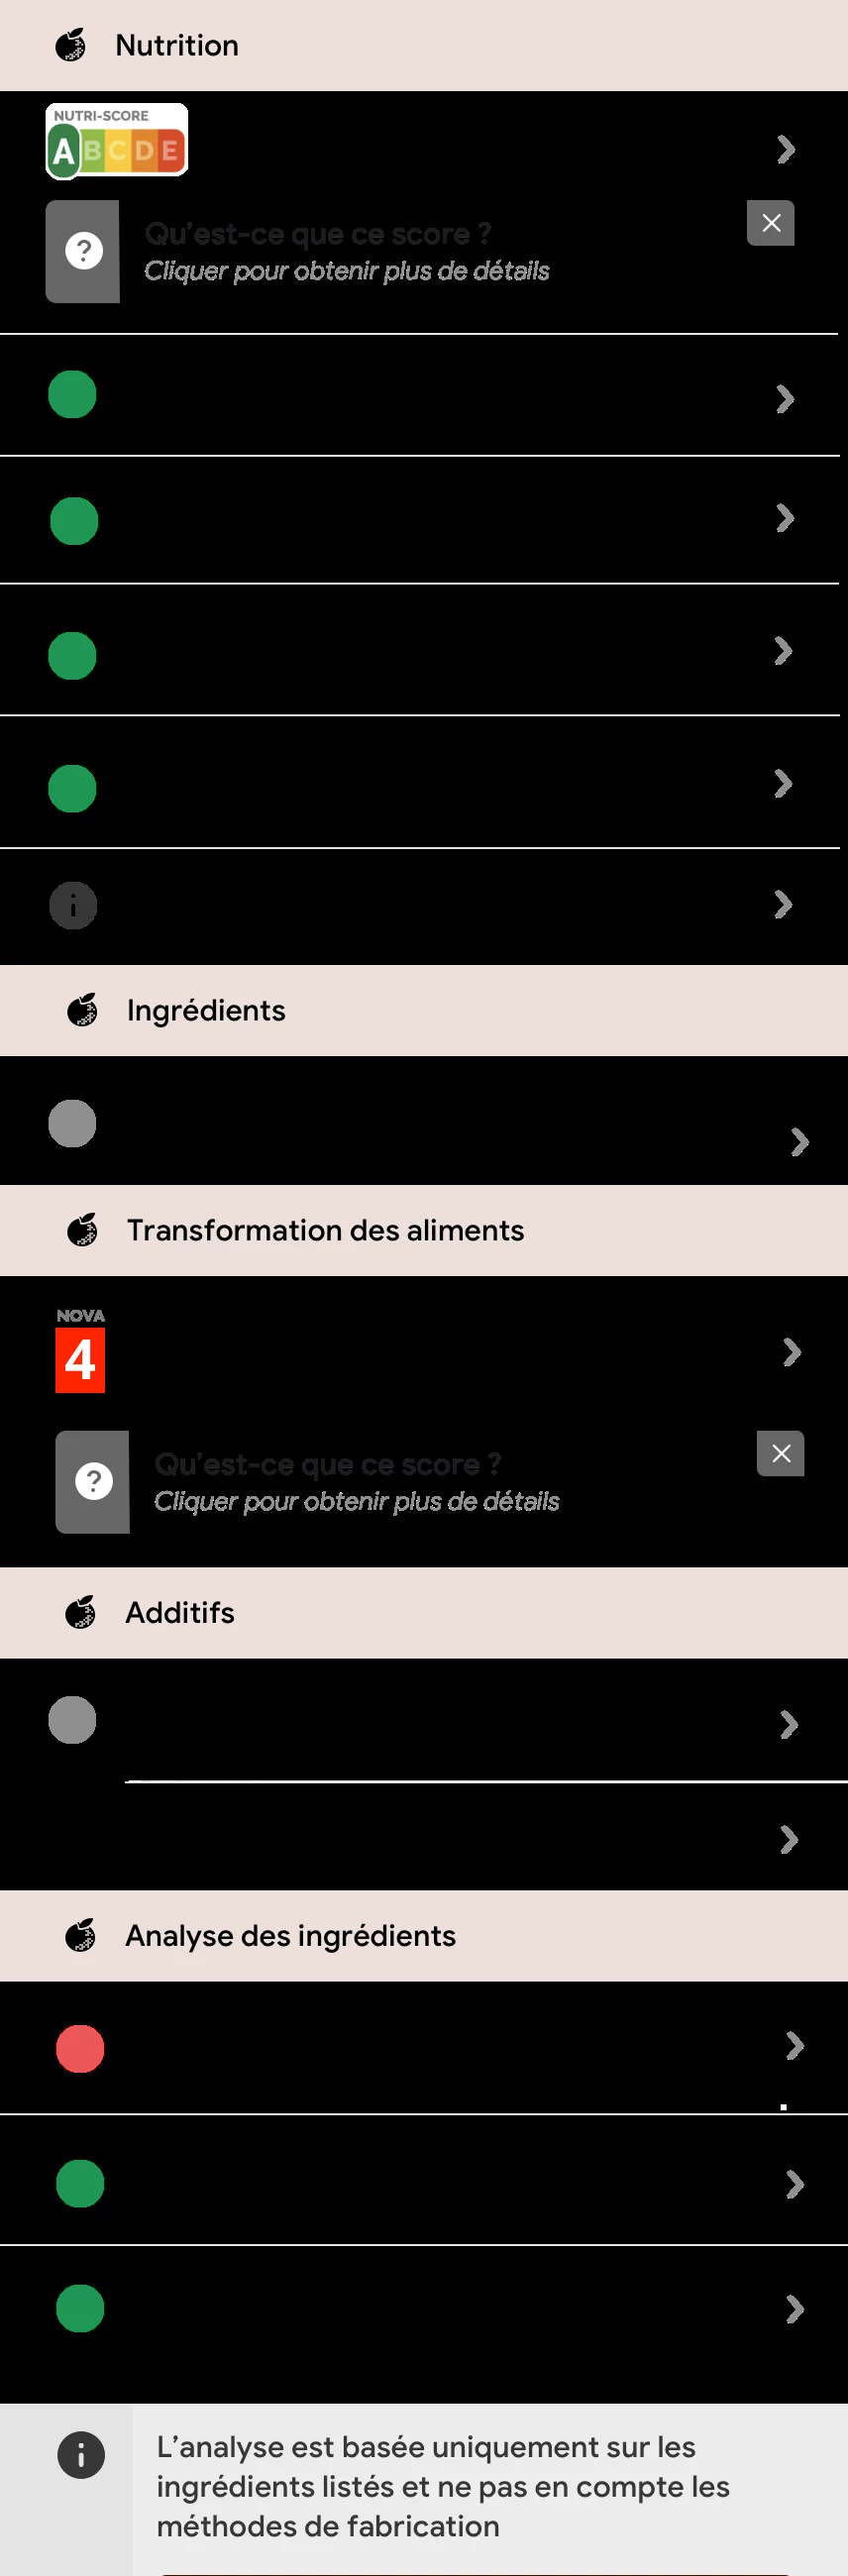 Nutrition
NUTRI-SCORE
A B C D E
?
Qu’est-ce que ce score ?
Cliquer pour obtenir plus de détails
i
Ingrédients
Transformation des aliments
NOVA
4
?
Qu’est-ce que ce score ?
Cliquer pour obtenir plus de détails
Additifs
Analyse des ingrédients
i
L’analyse est basée uniquement sur les
ingrédients listés et ne pas en compte les
méthodes de fabrication